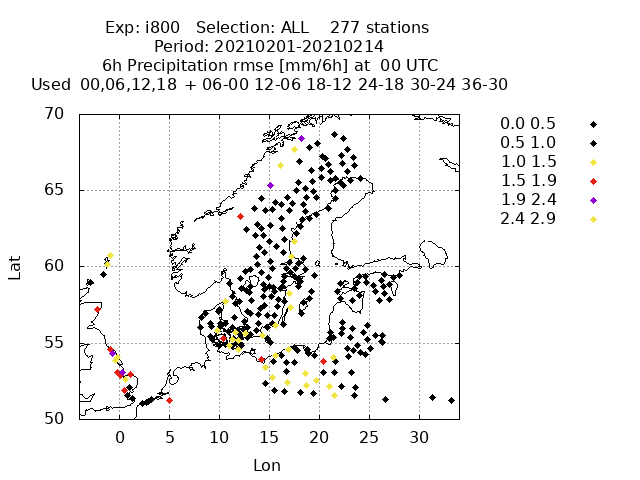 Exp: i800 Selection: ALL 277 stations
Period: 20210201-20210214
6h Precipitation rmse [mm/6h] at 00 UTC
Used 00,06,12,18 + 06-00 12-06 18-12 24-18 30-24 36-30
70
65
60
55
50
Lat
0 5 10 15 20 25 30
Lon
0.0 0.5
0.5 1.0
1.0 1.5
1.5 1.9
1.9 2.4
2.4 2.9